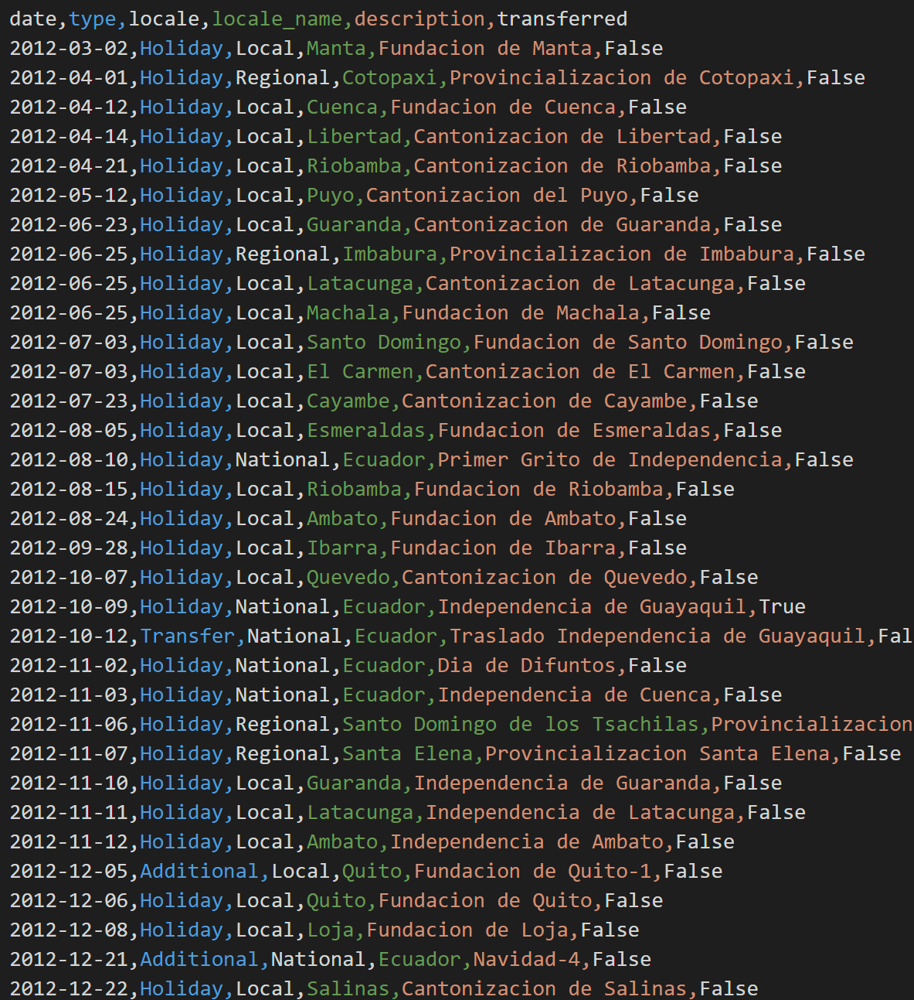 date,type,locale,locale_name,description,transferred
2012-03-02,Holiday,Local,Manta,Fundacion de Manta,False
2012-04-01,Holiday,Regional,Cotopaxi,Provincializacion de Cotopaxi,False
2012-04-12,Holiday,Local,Cuenca,Fundacion de Cuenca,False
2012-04-14,Holiday,Local,Libertad,Cantonizacion de Libertad,False
2012-04-21,Holiday,Local,Riobamba,Cantonizacion de Riobamba,False
2012-05-12,Holiday,Local,Puyo,Cantonizacion del Puyo,False
2012-06-23,Holiday,Local,Guaranda,Cantonizacion de Guaranda,False
2012-06-25,Holiday,Regional,Imbabura,Provincializacion de Imbabura,False
2012-06-25,Holiday,Local,Latacunga,Cantonizacion de Latacunga,False
2012-06-25,Holiday,Local,Machala,Fundacion de Machala,False
2012-07-03,Holiday,Local,Santo Domingo,Fundacion de Santo Domingo,False
2012-07-03,Holiday,Local,El Carmen,Cantonizacion de El Carmen,False
2012-07-23,Holiday,Local,Cayambe,Cantonizacion de Cayambe,False
2012-08-05,Holiday,Local,Esmeraldas,Fundacion de Esmeraldas,False
2012-08-10,Holiday,National,Ecuador,Primer Grito de Independencia,False
2012-08-15,Holiday,Local,Riobamba,Fundacion de Riobamba,False
2012-08-24,Holiday,Local,Ambato,Fundacion de Ambato,False
2012-09-28,Holiday,Local,Ibarra,Fundacion de Ibarra,False
2012-10-07,Holiday,Local,Quevedo,Cantonizacion de Quevedo,False
2012-10-09,Holiday,National,Ecuador,Independencia de Guayaquil,True
2012-10-12,Transfer,National,Ecuador,Traslado Independencia de Guayaquil,Fal
2012-11-02,Holiday,National,Ecuador,Dia de Difuntos,False
2012-11-03,Holiday,National,Ecuador,Independencia de Cuenca,False
2012-11-06,Holiday,Regional,Santo Domingo de los Tsachilas,Provincializacion
2012-11-07,Holiday,Regional,Santa Elena,Provincializacion Santa Elena,False
2012-11-10,Holiday,Local,Guaranda,Independencia de Guaranda,False
2012-11-11,Holiday,Local,Latacunga,Independencia de Latacunga,False
2012-11-12,Holiday,Local,Ambato,Independencia de Ambato,False
2012-12-05,Additional,Local,Quito,Fundacion de Quito-1,False
2012-12-06,Holiday,Local,Quito,Fundacion de Quito,False
2012-12-08,Holiday,Local,Loja,Fundacion de Loja,False
2012-12-21,Additional,National,Ecuador,Navidad-4,False
2012-12-22,Holiday,Local,Salinas,Cantonizacion de Salinas,False